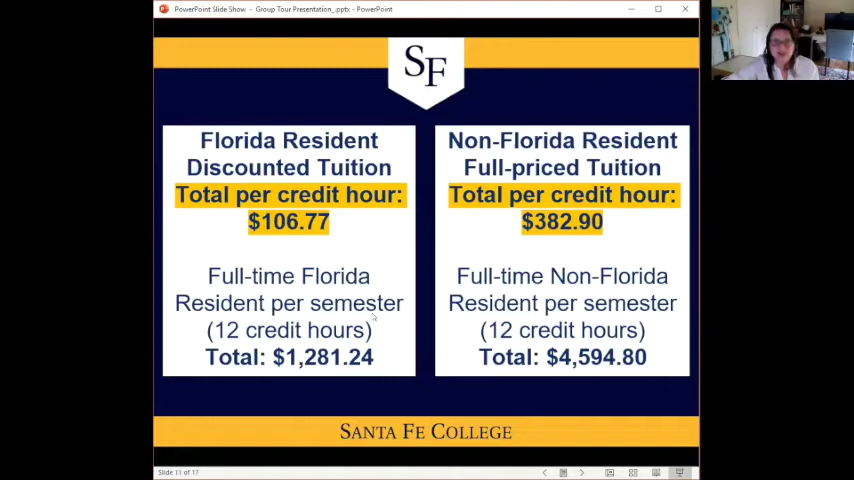 PowerPoint Slide Show - Group Tour Presentation_.pptx - PowerPoint
SF
Florida Resident
Discounted Tuition
Total per credit hour:
$106.77
Full-time Florida
Resident per semester
(12 credit hours)
Total: $1,281.24
Non-Florida Resident
Full-priced Tuition
Total per credit hour:
$382.90
Full-time Non-Florida
Resident per semester
(12 credit hours)
Total: $4,594.80
SANTA FE COLLEGE
Slide 11 of 17